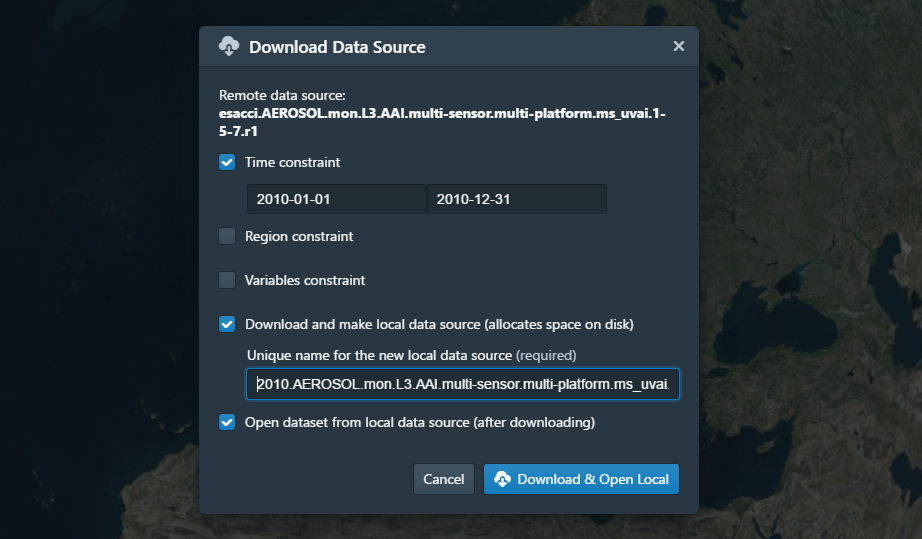 Download Data Source
Remote data source:
esacci.AEROSOL.mon.L3.AAI.multi-sensor.multi-platform.ms_uvai.1-
5-7.r1
Time constraint
2010-01-01 2010-12-31
Region constraint
Variables constraint
Download and make local data source (allocates space on disk)
Unique name for the new local data source (required)
2010.AEROSOL.mon.L3.AAI.multi-sensor.multi-platform.ms_uvai.
Open dataset from local data source (after downloading)
Cancel Download & Open Local